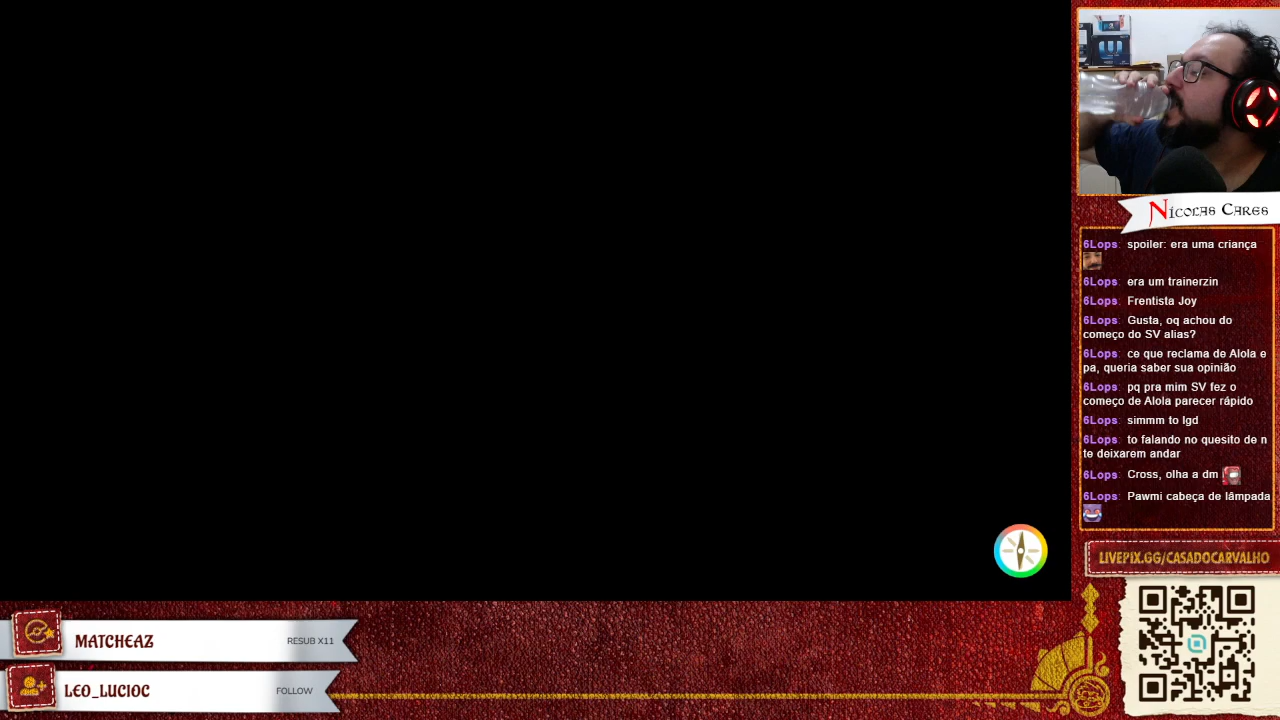 Nicolas Cares
6Lops: spoiler: era uma criança
6Lops: era um trainerzin
6Lops: Frentista Joy
6Lops: Gusta, oq achou do
começo do SV alias?
6Lops: ce que reclama de Alola e
pa, queria saber sua opinião
6Lops: pq pra mim SV fez o
começo de Alola parecer rápido
6Lops: simmm to lgd
6Lops: to falando no quesito de n
te deixarem andar
6Lops: Cross, olha a dm
6Lops: Pawmi cabeça de lâmpada
LIVEPIX.GG/CASADOCARVALHO
MATCHEAZ RESUB X11
LEO_LUCIOC FOLLOW